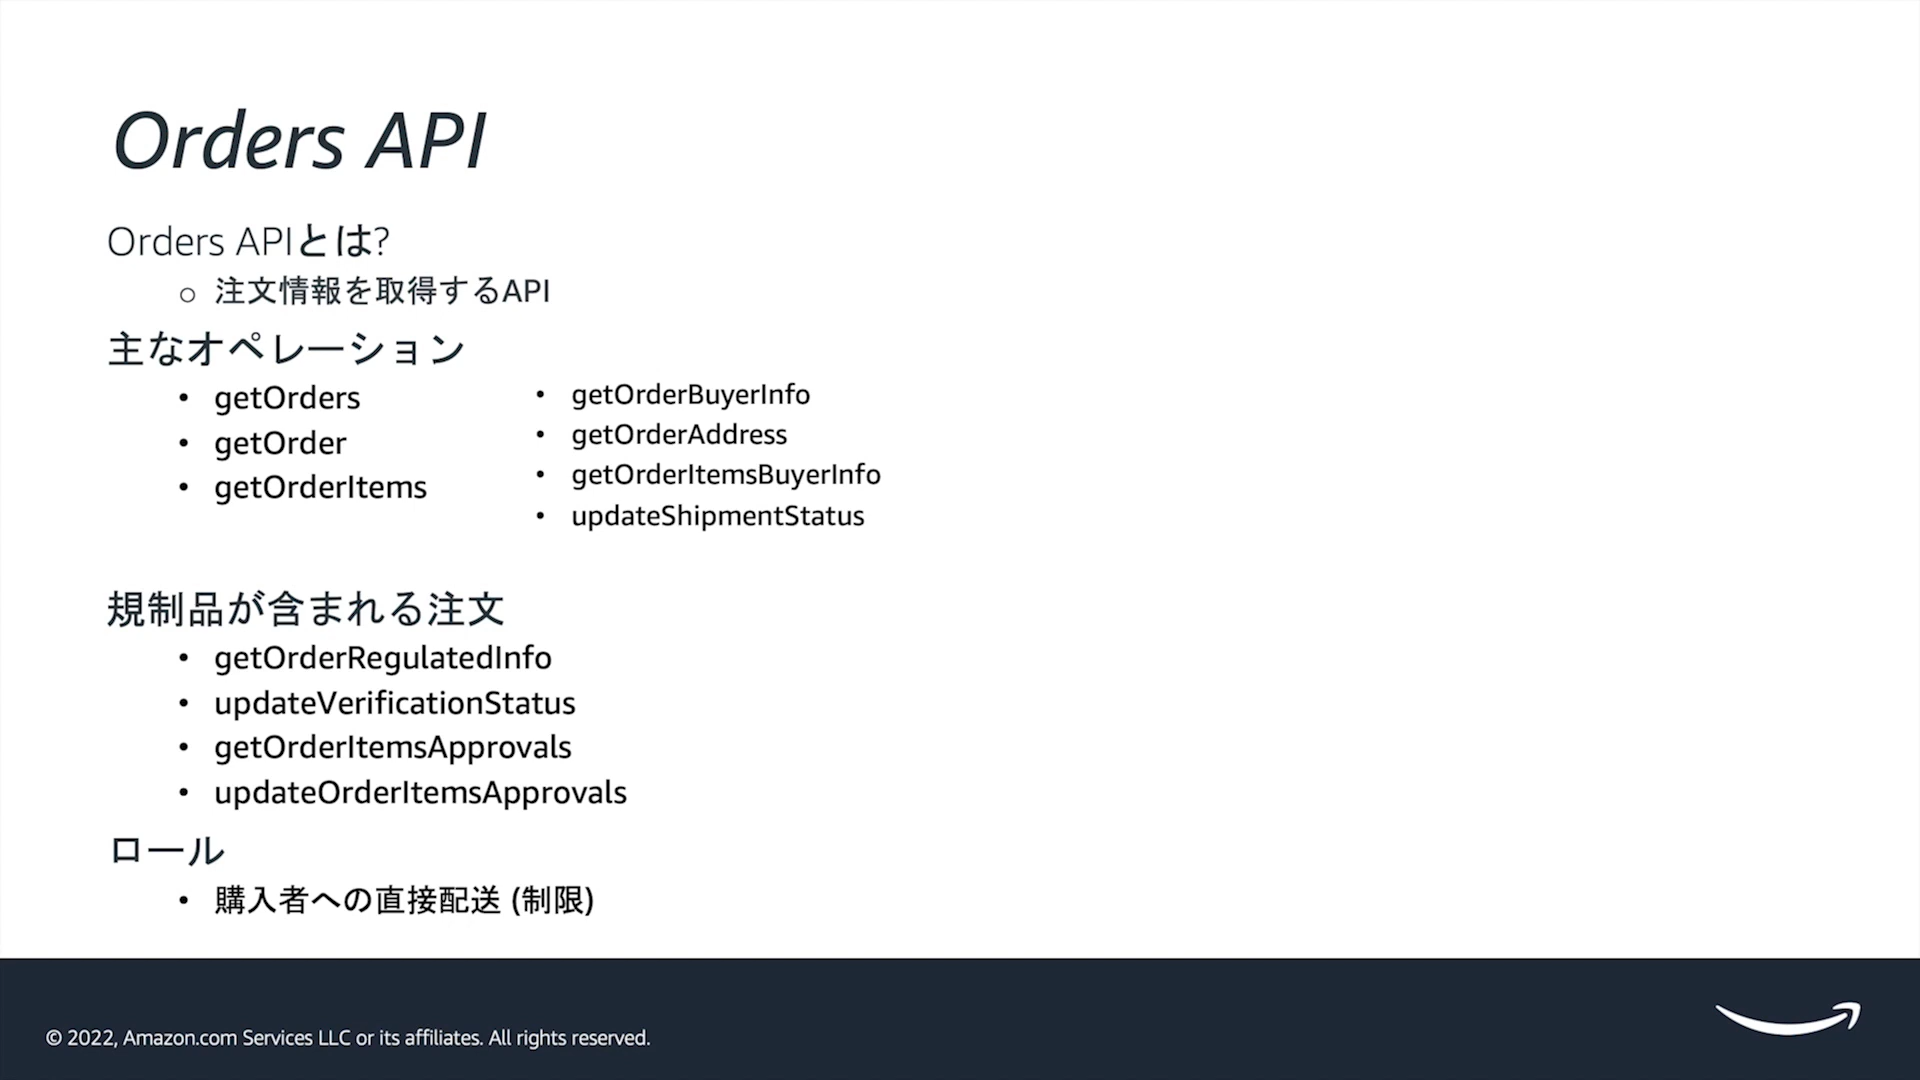 Orders API
Orders APIとは?
○ 注文情報を取得するAPI
主なオペレーション
• getOrders
• getOrder
• getOrderItems
• getOrderBuyerInfo
• getOrderAddress
• getOrderItemsBuyerInfo
• updateShipmentStatus
規制品が含まれる注文
• getOrderRegulatedInfo
• updateVerificationStatus
• getOrderItemsApprovals
• updateOrderItemsApprovals
ロール
• 購入者への直接配送 (制限)
© 2022, Amazon.com Services LLC or its affiliates. All rights reserved.